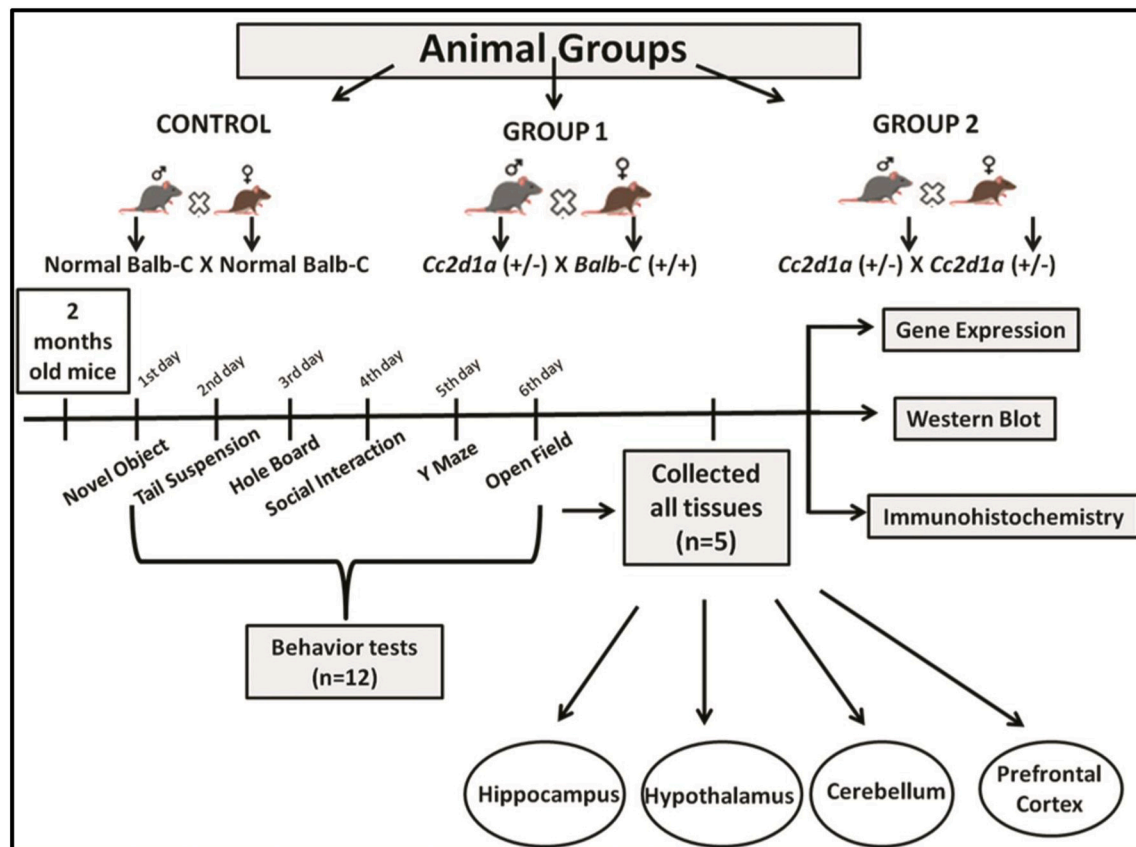 Animal Groups
CONTROL
GROUP 1
GROUP 2
♂ ♀
♂ ♀
♂ ♀
Normal Balb-C X Normal Balb-C
Cc2d1a (+/-) X Balb-C (+/+)
Cc2d1a (+/-) X Cc2d1a (+/-)
2
months
old mice
1st day
2nd day
3rd day
4th day
5th day
6th day
Novel Object
Tail Suspension
Hole Board
Social Interaction
Y Maze
Open Field
Behavior tests
(n=12)
Collected
all tissues
(n=5)
Gene Expression
Western Blot
Immunohistochemistry
Hippocampus
Hypothalamus
Cerebellum
Prefrontal
Cortex